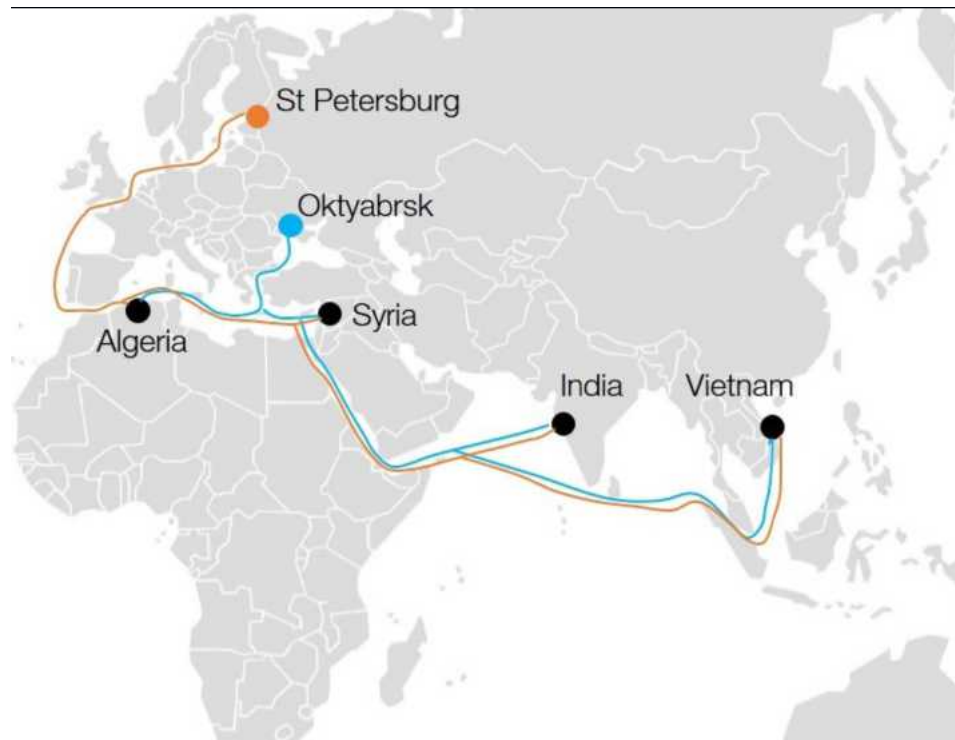 St Petersburg
Oktyabrsk
Syria
Algeria
India
Vietnam